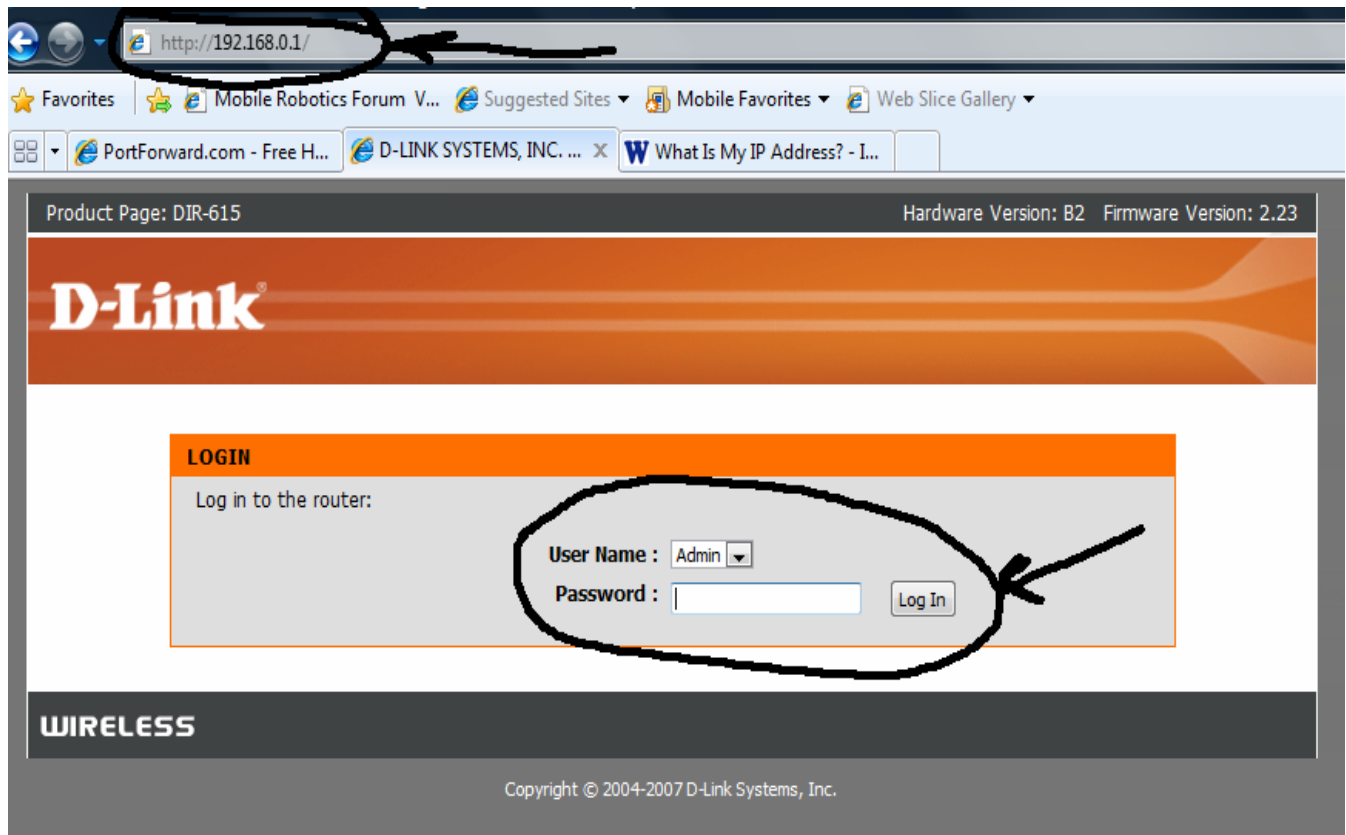 http://192.168.0.1/
Favorites Mobile Robotics Forum V... Suggested Sites Mobile Favorites Web Slice Gallery
PortForward.com - Free H... D-LINK SYSTEMS, INC. ... X W What Is My IP Address? - I...
Product Page: DIR-615 Hardware Version: B2 Firmware Version: 2.23
D-Link®
LOGIN
Log in to the router:
User Name : Admin
Password : Log In
WIRELESS
Copyright © 2004-2007 D-Link Systems, Inc.